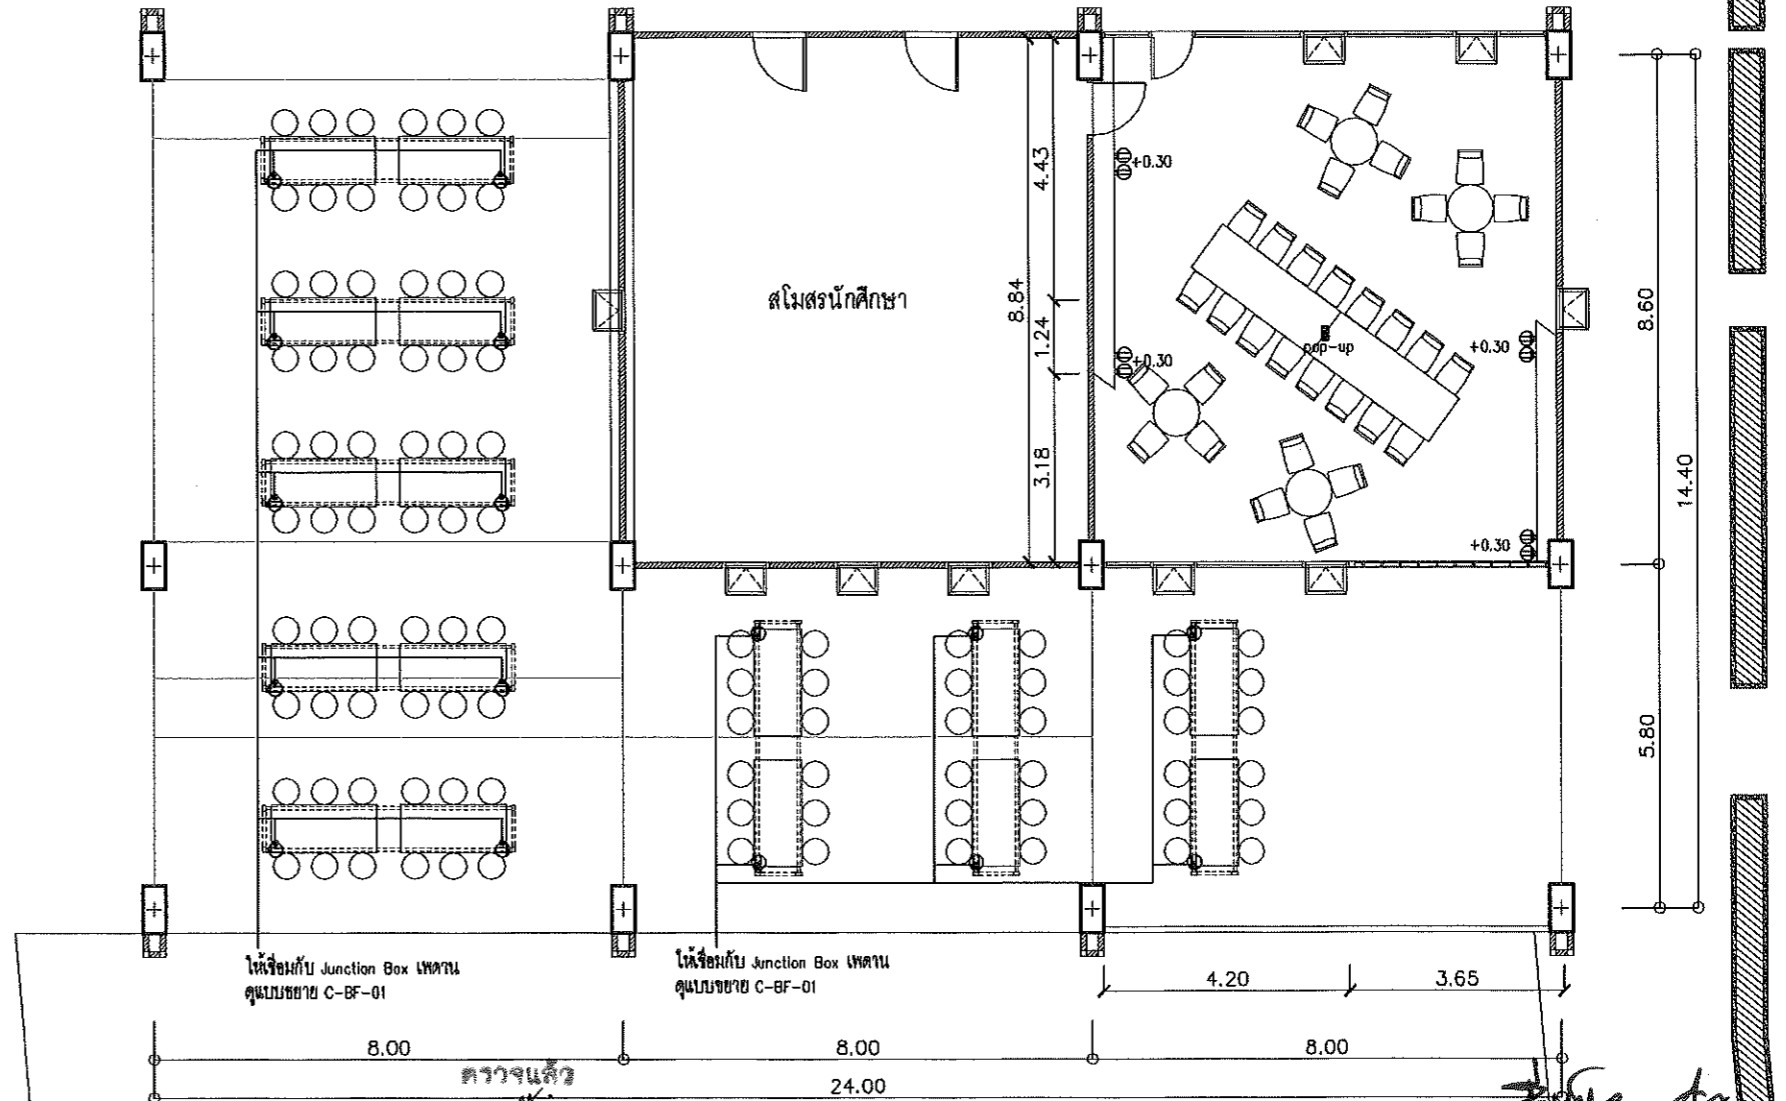 +0.30
4.43
สโมสรนักศึกษา
8.84
8.60
1.24
pop-up
+0.30
+0.30
3.18
14.40
+0.30
5.80
ให้เชื่อมกับ Junction Box เพดาน
ดูแบบขยาย C-BF-01
ให้เชื่อมกับ Junction Box เพดาน
ดูแบบขยาย C-BF-01
4.20
3.65
8.00
8.00
8.00
ตรวจแล้ว
24.00